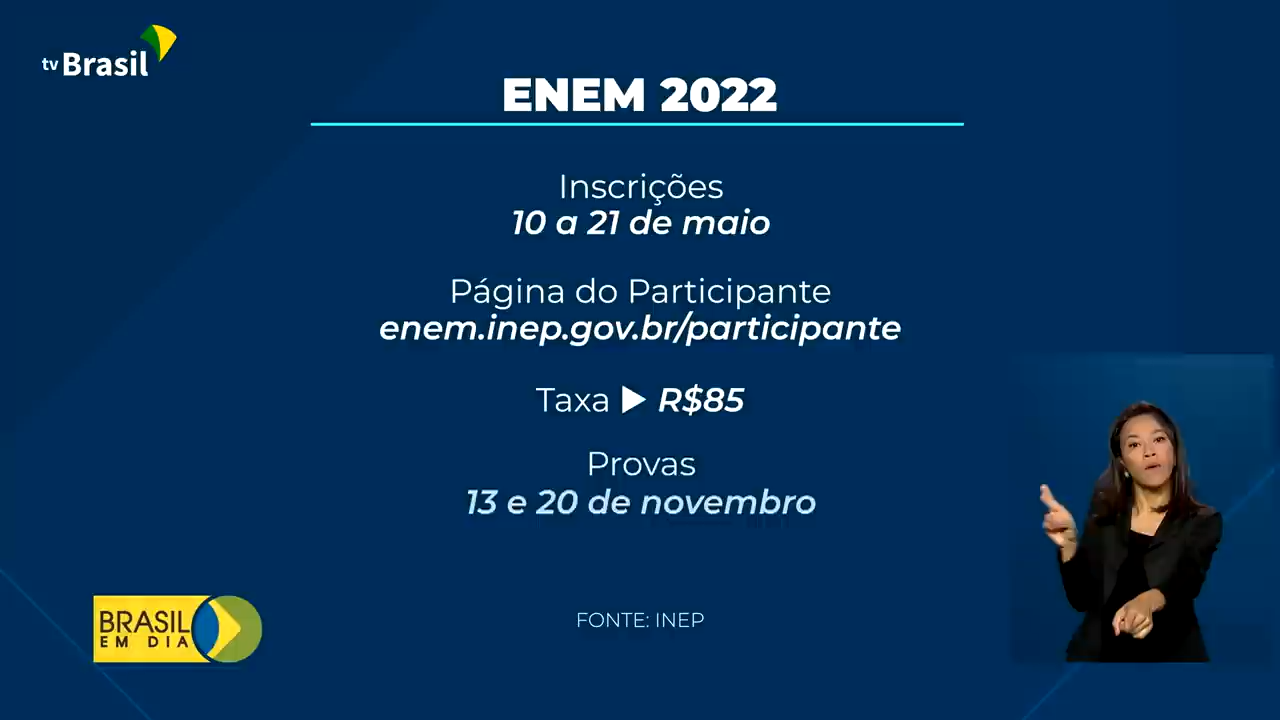 tv Brasil
ENEM 2022
Inscrições
10 a 21 de maio
Página do Participante
enem.inep.gov.br/participante
Taxa ▶ R$85
Provas
13 e 20 de novembro
BRASIL
EM DIA
FONTE: INEP